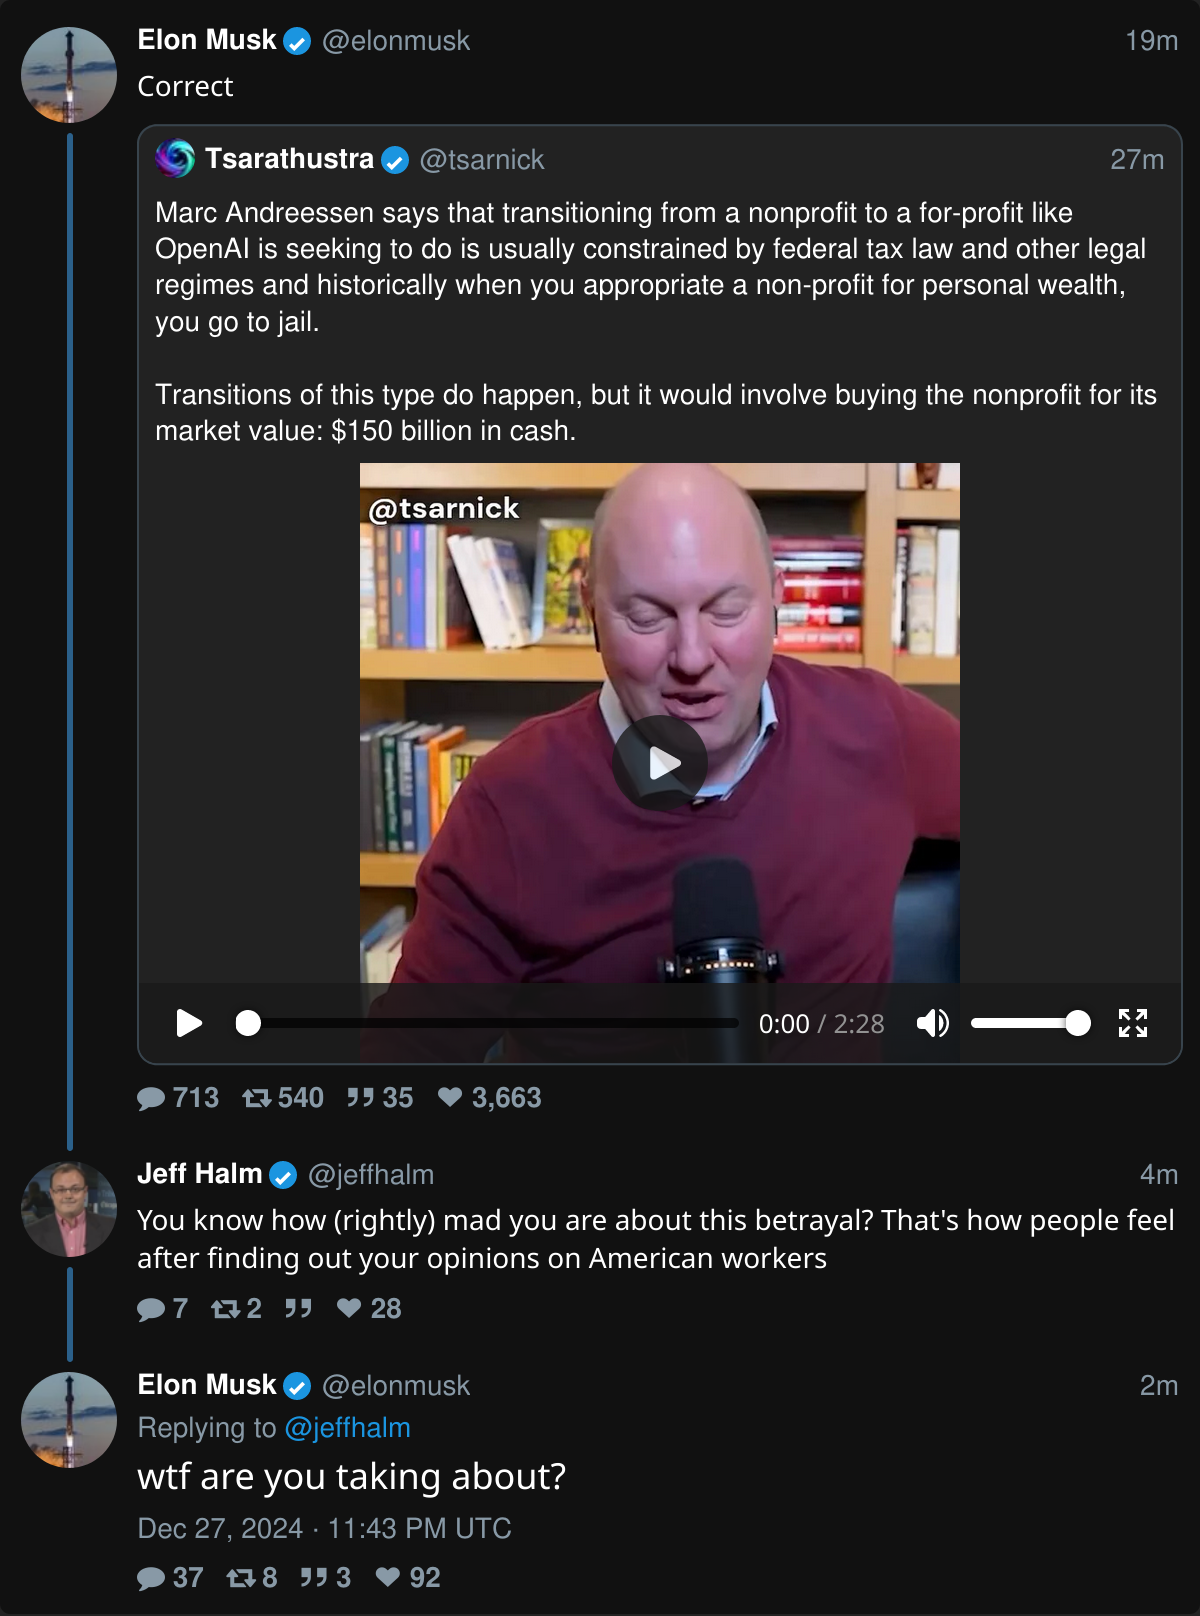 Elon Musk @elonmusk 19m
Correct
Tsarathustra @tsarnick 27m
Marc Andreessen says that transitioning from a nonprofit to a for-profit like
OpenAI is seeking to do is usually constrained by federal tax law and other legal
regimes and historically when you appropriate a non-profit for personal wealth,
you go to jail.
Transitions of this type do happen, but it would involve buying the nonprofit for its
market value: $150 billion in cash.
@tsarnick
0:00 / 2:28
713 540 35 3,663
Jeff Halm @jeffhalm 4m
You know how (rightly) mad you are about this betrayal? That's how people feel
after finding out your opinions on American workers
7 2 28
Elon Musk @elonmusk 2m
Replying to @jeffhalm
wtf are you taking about?
Dec 27, 2024 · 11:43 PM UTC
37 8 3 92